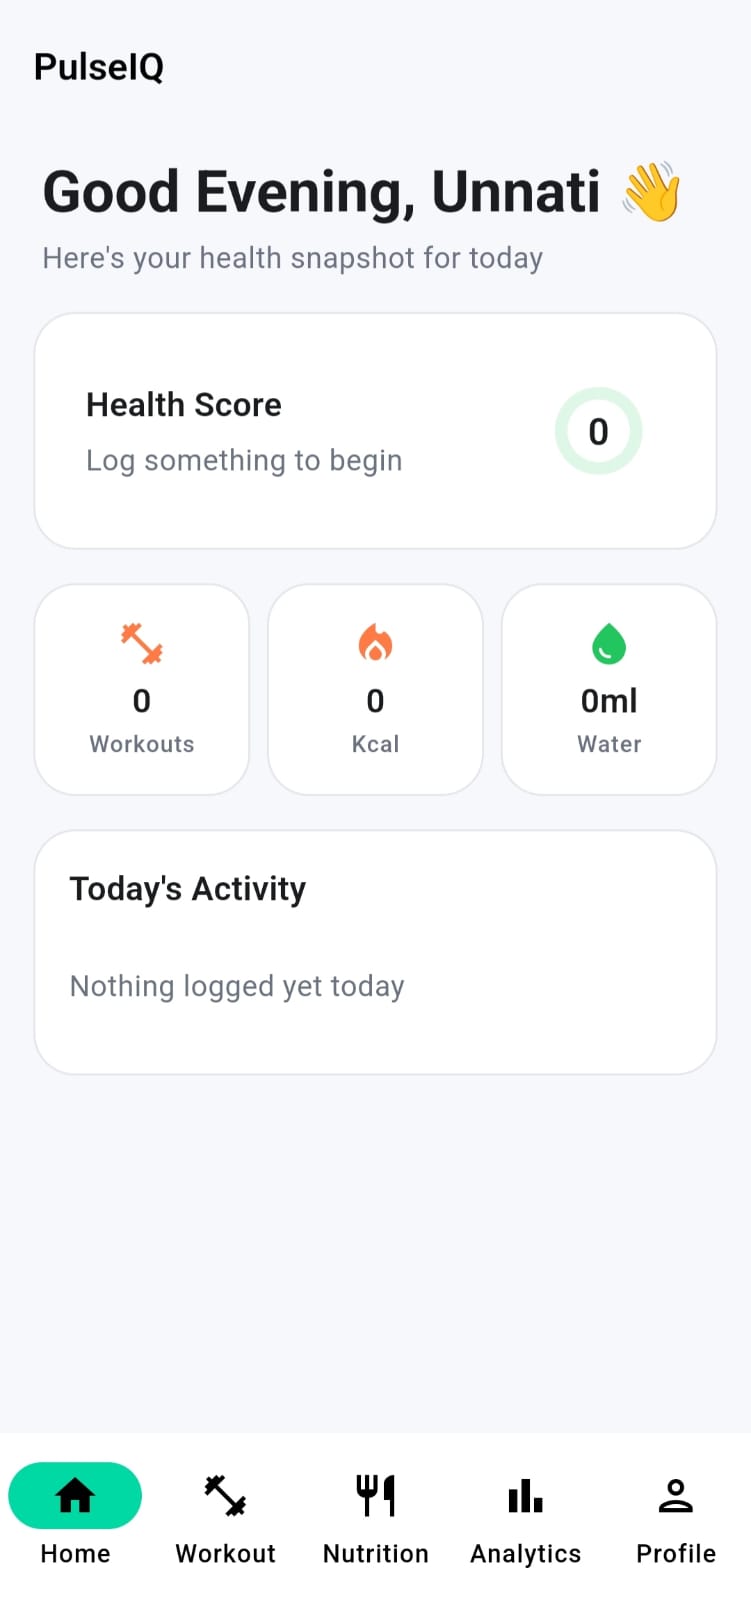 PulseIQ
Good Evening, Unnati 👋
Here's your health snapshot for today
Health Score
Log something to begin
0
0
Workouts
0
Kcal
0ml
Water
Today's Activity
Nothing logged yet today
Home
Workout
Nutrition
Analytics
Profile